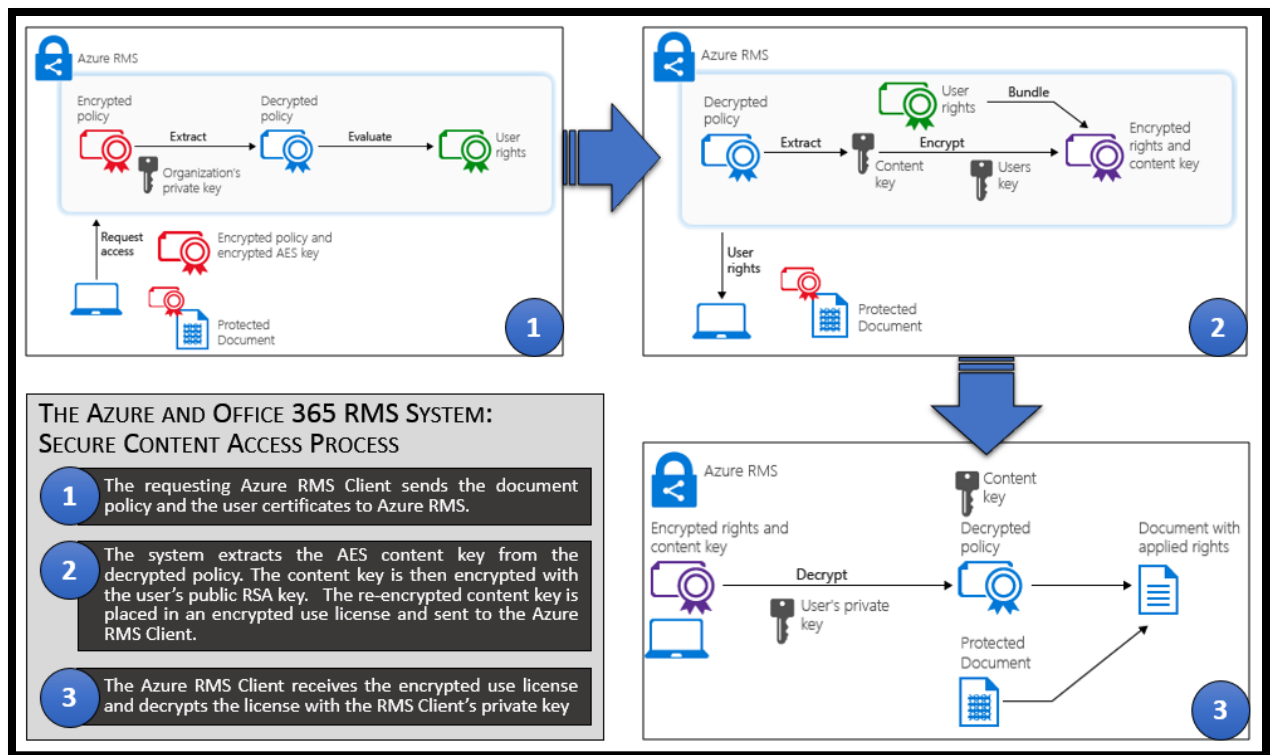 Azure RMS
Encrypted
policy
Decrypted
policy
Extract
Evaluate
User
rights
Organization's
private key
Request
access
Encrypted policy and
encrypted AES key
Protected
Document
1
Azure RMS
Decrypted
policy
User
rights
Bundle
Extract
Encrypt
Content
key
Users
key
Encrypted
rights and
content key
User
rights
Protected
Document
2
THE AZURE AND OFFICE 365 RMS SYSTEM:
SECURE CONTENT ACCESS PROCESS
1
The requesting Azure RMS Client sends the document
policy and the user certificates to Azure RMS.
2
The system extracts the AES content key from the
decrypted policy. The content key is then encrypted with
the user's public RSA key. The re-encrypted content key is
placed in an encrypted use license and sent to the Azure
RMS Client.
3
The Azure RMS Client receives the encrypted use license
and decrypts the license with the RMS Client's private key
Azure RMS
Content
key
Encrypted rights and
content key
Decrypted
policy
Document with
applied rights
Decrypt
User's private
key
Protected
Document
3